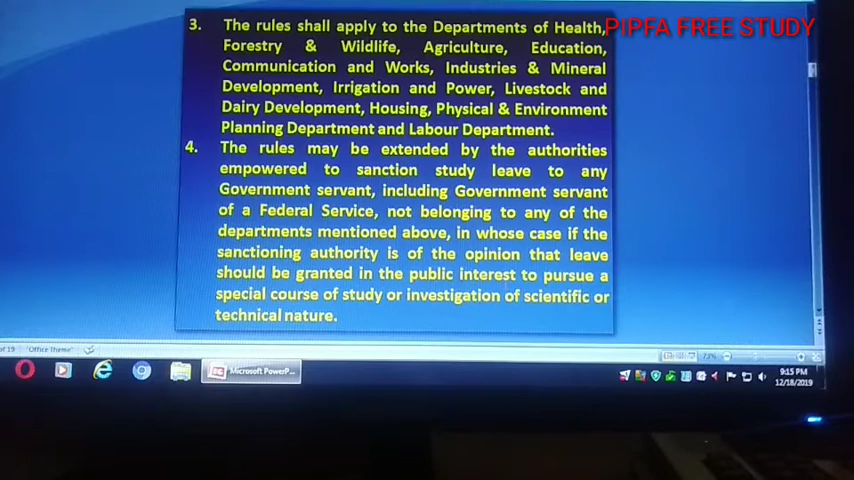 PIPFA FREE STUDY
3. The rules shall apply to the Departments of Health,
Forestry & Wildlife, Agriculture, Education,
Communication and Works, Industries & Mineral
Development, Irrigation and Power, Livestock and
Dairy Development, Housing, Physical & Environment
Planning Department and Labour Department.
4. The rules may be extended by the authorities
empowered to sanction study leave to any
Government servant, including Government servant
of a Federal Service, not belonging to any of the
departments mentioned above, in whose case if the
sanctioning authority is of the opinion that leave
should be granted in the public interest to pursue a
special course of study or investigation of scientific or
technical nature.
of 19 "Office Theme" 73%
Microsoft PowerP...
9:15 PM
12/18/2019